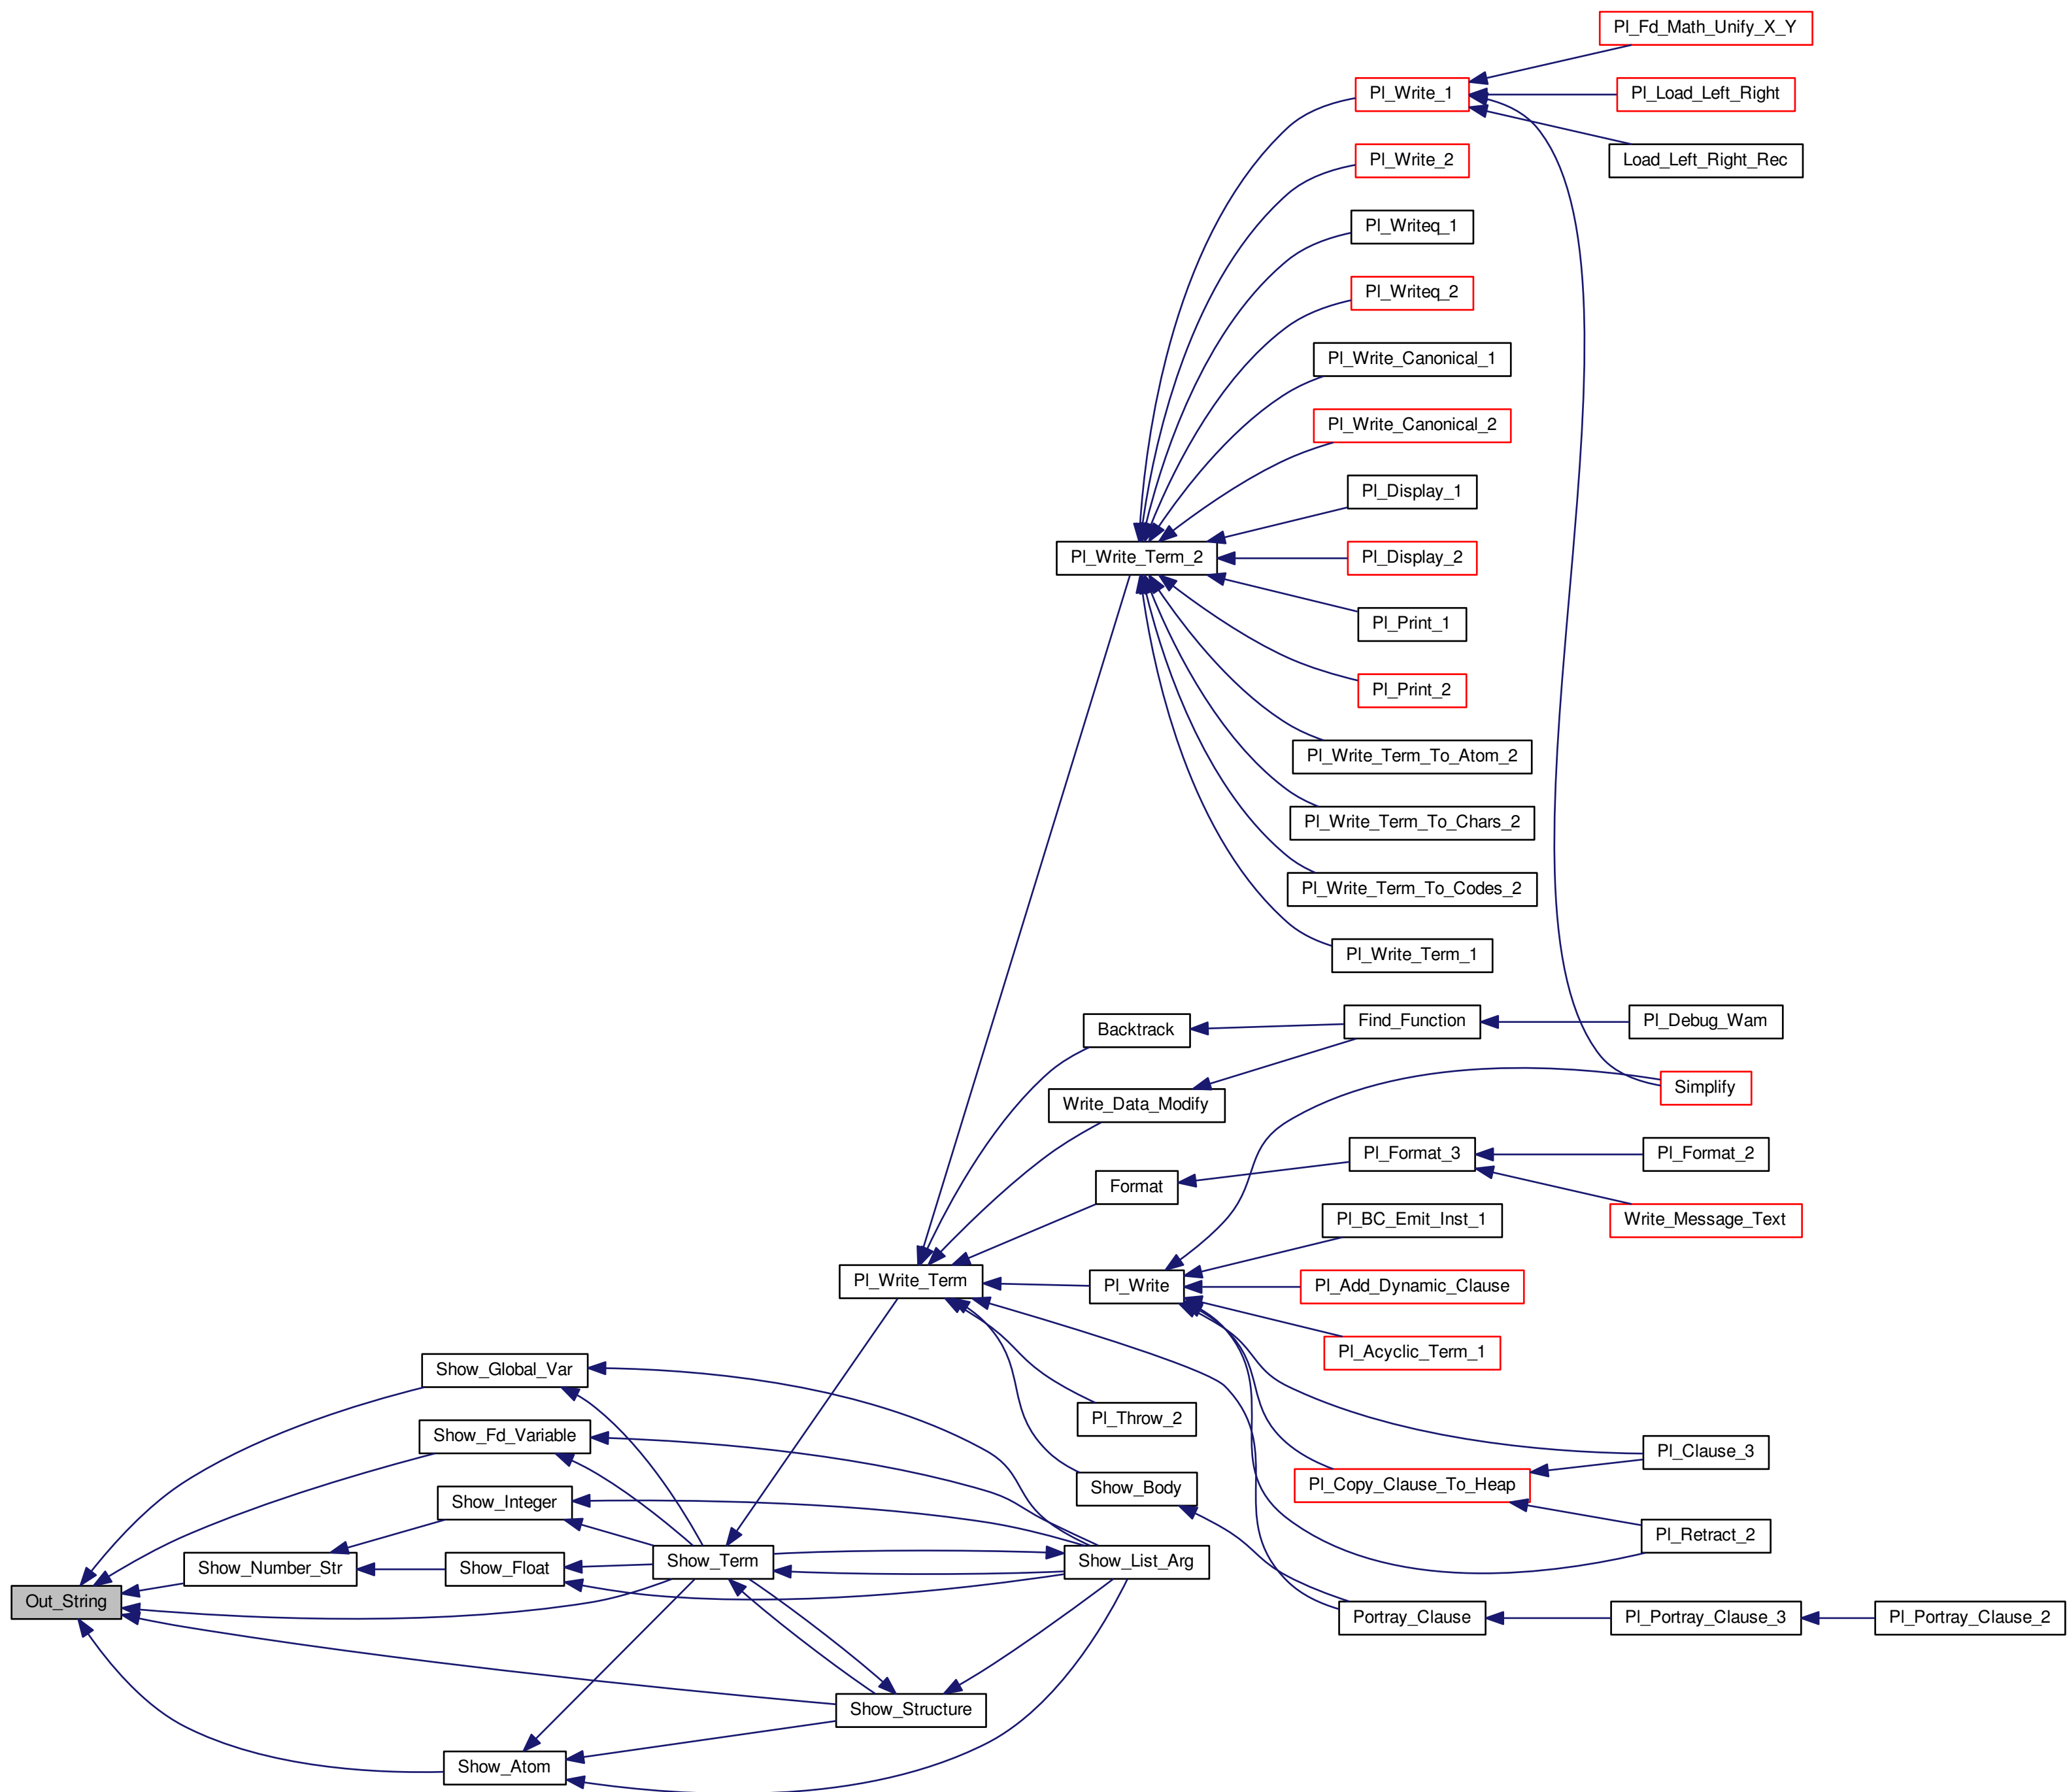 Pl_Fd_Math_Unify_X_Y
Pl_Write_1
Pl_Load_Left_Right
Pl_Write_2
Load_Left_Right_Rec
Pl_Writeq_1
Pl_Writeq_2
Pl_Write_Canonical_1
Pl_Write_Canonical_2
Pl_Display_1
Pl_Write_Term_2
Pl_Display_2
Pl_Print_1
Pl_Print_2
Pl_Write_Term_To_Atom_2
Pl_Write_Term_To_Chars_2
Pl_Write_Term_To_Codes_2
Pl_Write_Term_1
Backtrack
Find_Function
Pl_Debug_Wam
Simplify
Write_Data_Modify
Pl_Format_3
Pl_Format_2
Format
Write_Message_Text
Pl_BC_Emit_Inst_1
Pl_Write_Term
Pl_Write
Pl_Add_Dynamic_Clause
Pl_Acyclic_Term_1
Show_Global_Var
Pl_Throw_2
Show_Fd_Variable
Pl_Clause_3
Show_Body
Pl_Copy_Clause_To_Heap
Show_Integer
Pl_Retract_2
Show_Number_Str
Show_Float
Show_Term
Show_List_Arg
Out_String
Portray_Clause
Pl_Portray_Clause_3
Pl_Portray_Clause_2
Show_Structure
Show_Atom